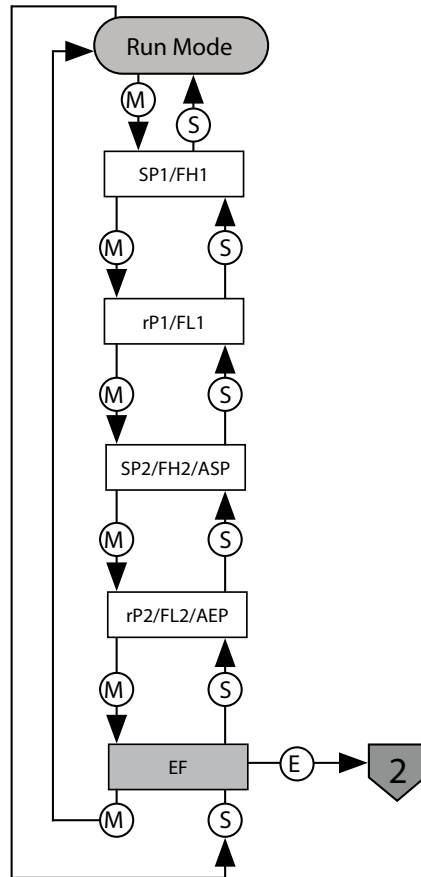 Run Mode
M
S
SP1/FH1
M
S
rP1/FL1
M
S
SP2/FH2/ASP
M
S
rP2/FL2/AEP
M
S
EF
E
2
M
S